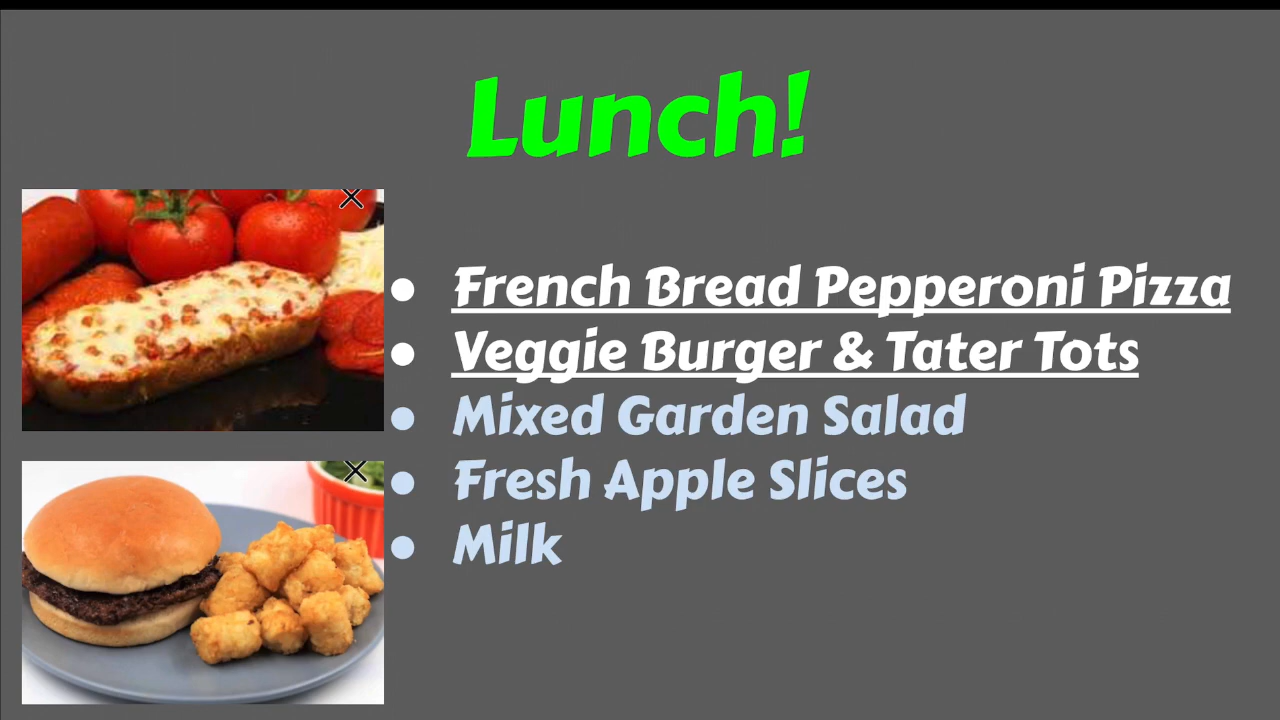 Lunch!
● French Bread Pepperoni Pizza
● Veggie Burger & Tater Tots
● Mixed Garden Salad
● Fresh Apple Slices
● Milk